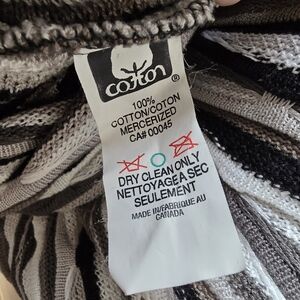 cotton ®
100%
COTTON/COTON
MERCERIZED
CA# 00045
DRY CLEAN ONLY
NETTOYAGE A SEC
SEULEMENT
MADE IN/FABRIQUE AU
CANADA